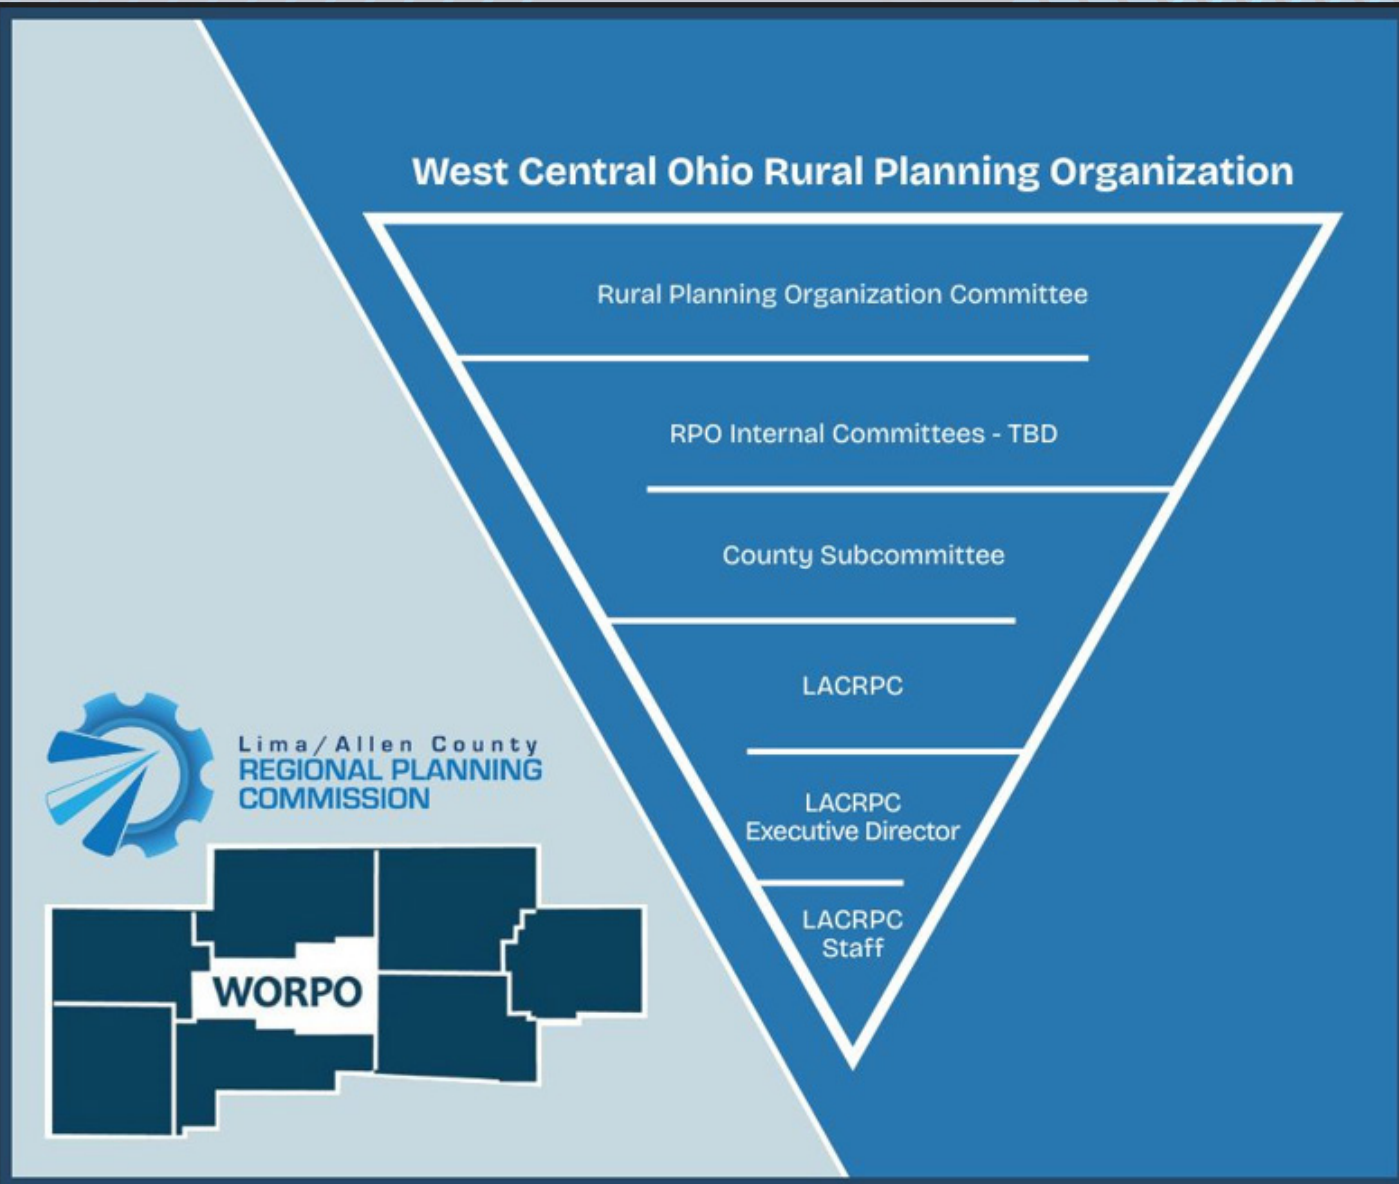 West Central Ohio Rural Planning Organization
Rural Planning Organization Committee
RPO Internal Committees - TBD
County Subcommittee
LACRPC
LACRPC
Executive Director
LACRPC
Staff
Lima/Allen County
REGIONAL PLANNING
COMMISSION
WORPO